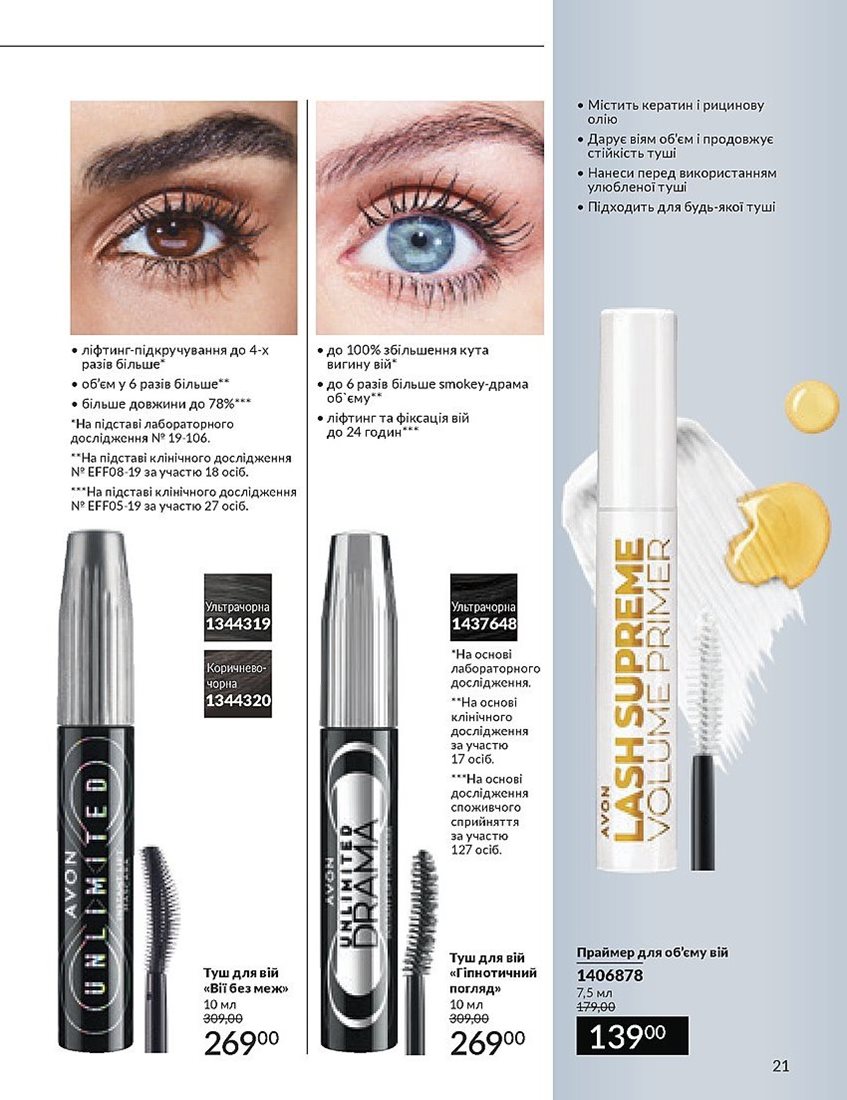 • ліфтинг-підкручування до 4-х
разів більше*
• об'єм у 6 разів більше**
• більше довжини до 78%***
*На підставі лабораторного
дослідження № 19-106.
**На підставі клінічного дослідження
№ EFF08-19 за участю 18 осіб.
***На підставі клінічного дослідження
№ EFF05-19 за участю 27 осіб.
Ультрачорна
1344319
Коричнево-
чорна
1344320
AVON
UNLIMITED
Туш для вій
«Вії без меж»
10 мл
309,00
26900
• до 100% збільшення кута
вигину вій*
• до 6 разів більше smokey-драма
об`єму**
• ліфтинг та фіксація вій
до 24 годин***
Ультрачорна
1437648
*На основі
лабораторного
дослідження.
**На основі
клінічного
дослідження
за участю
17 осіб.
***На основі
дослідження
споживчого
сприйняття
за участю
127 осіб.
AVON
UNLIMITED
DRAMA
Туш для вій
«Гіпнотичний
погляд»
10 мл
309,00
26900
• Містить кератин і рицинову
олію
• Дарує віям об'єм і продовжує
стійкість туші
• Нанеси перед використанням
улюбленої туші
• Підходить для будь-якої туші
AVON
LASH SUPREME
VOLUME PRIMER
Праймер для об'єму вій
1406878
7,5 мл
179,00
13900
21